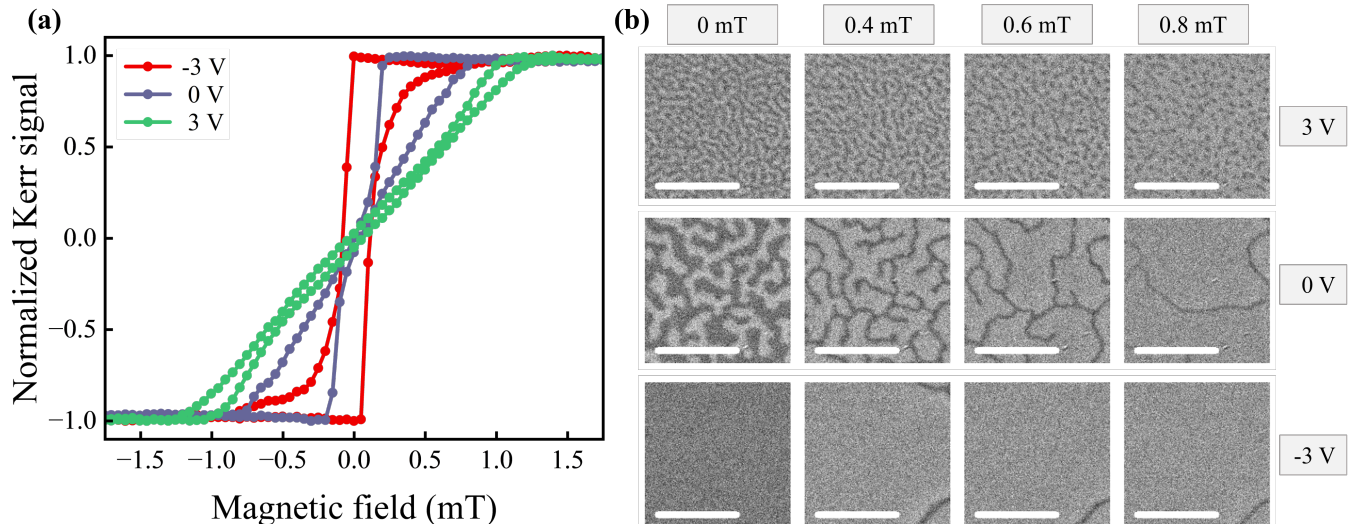 (a)
Normalized Kerr signal
1.0
0.5
0.0
−0.5
−1.0
-3 V
0 V
3 V
−1.5
−1.0
−0.5
0.0
0.5
1.0
1.5
Magnetic field (mT)
(b)
0 mT
0.4 mT
0.6 mT
0.8 mT
3 V
0 V
-3 V